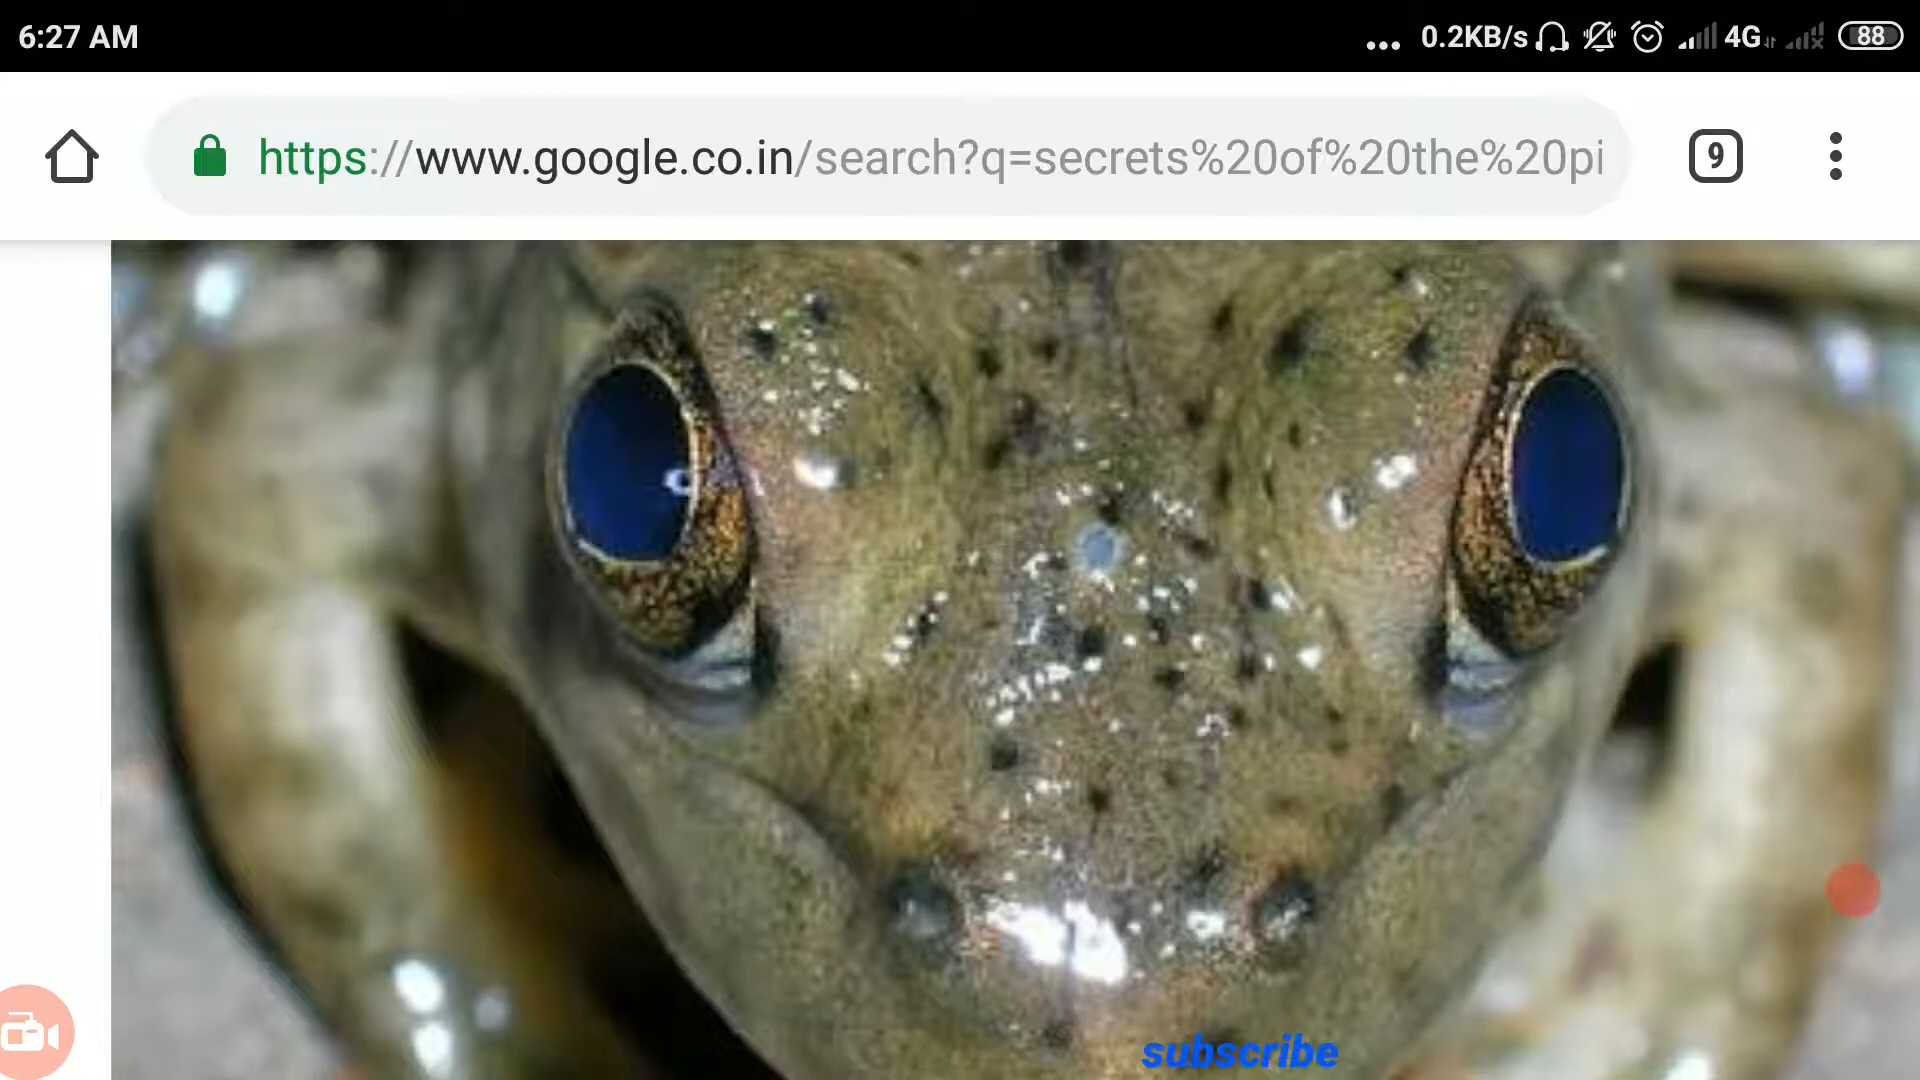 6:27 AM
... 0.2KB/s 4G 88
https://www.google.co.in/search?q=secrets%20of%20the%20pi
9
subscribe